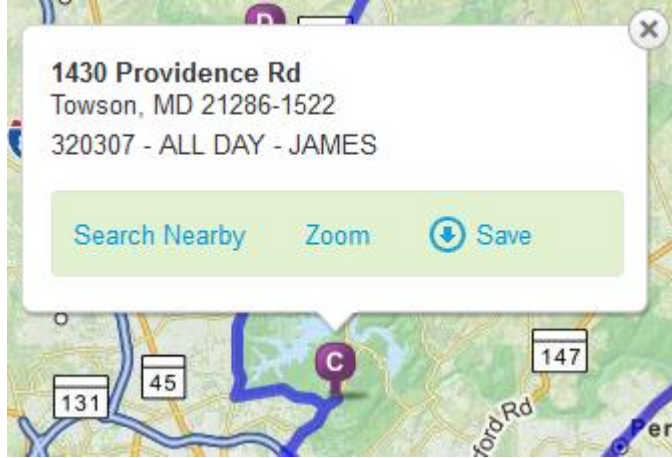 D
1430 Providence Rd
Towson, MD 21286-1522
320307 - ALL DAY - JAMES
Search Nearby Zoom Save
C
147
45
131
ford Rd
Per